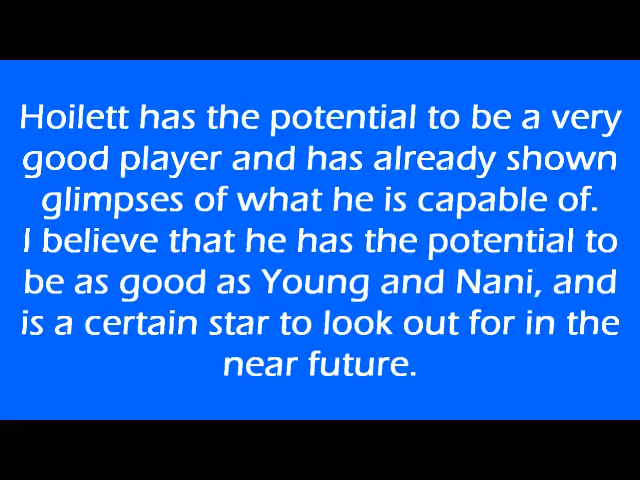 Hoilett has the potential to be a very
good player and has already shown
glimpses of what he is capable of.
I believe that he has the potential to
be as good as Young and Nani, and
is a certain star to look out for in the
near future.